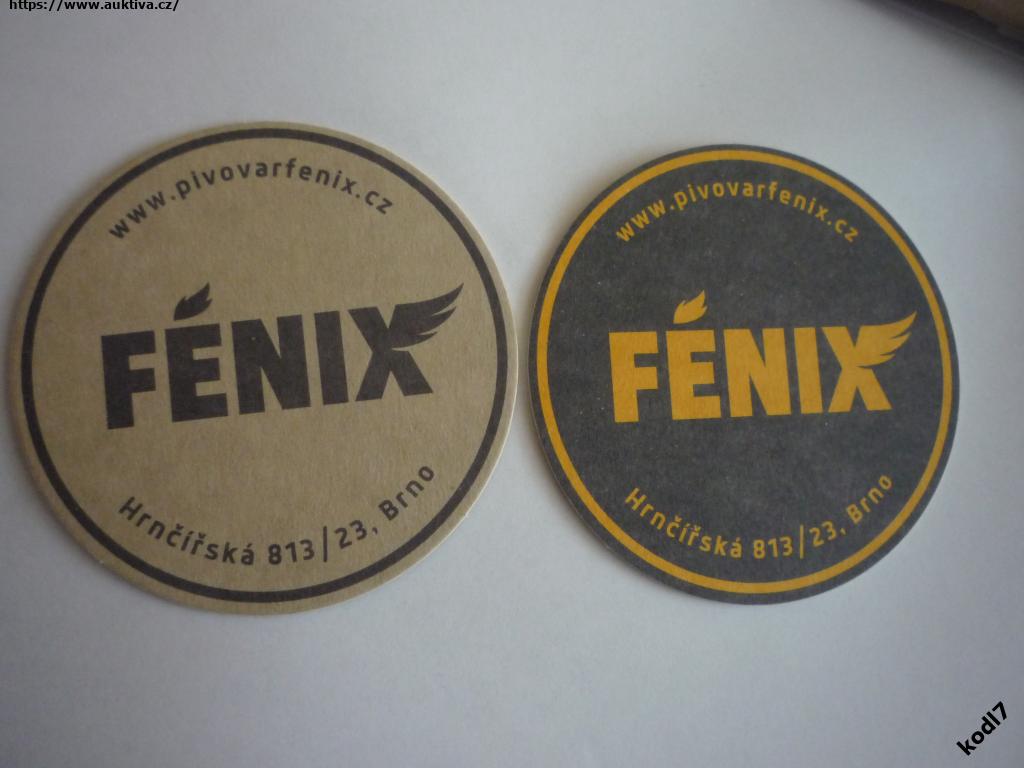 https://www.auktiva.cz/
www.pivovarfenix.cz
FÉNIX
Hrnčířská 813/23, Brno
www.pivovarfenix.cz
FÉNIX
Hrnčířská 813/23, Brno
kodl7